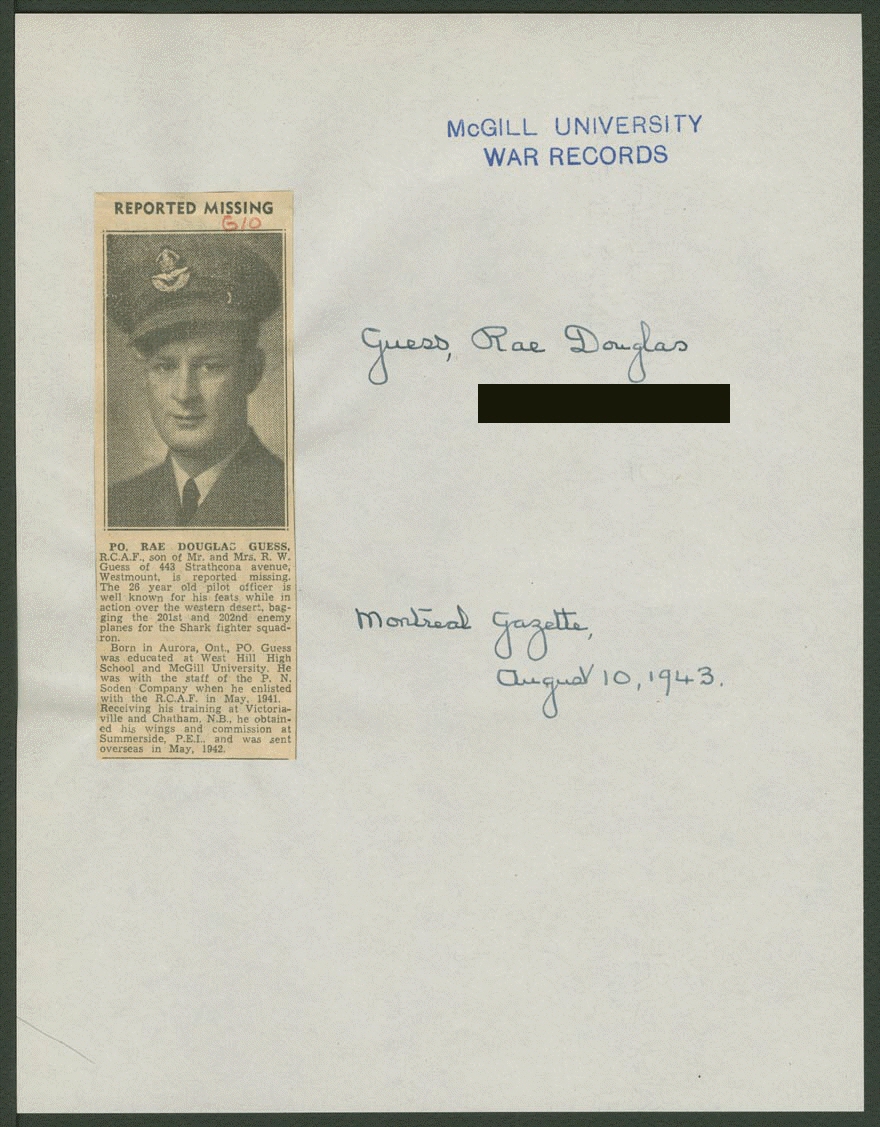 McGILL UNIVERSITY
WAR RECORDS
REPORTED MISSING
G10
Guess, Rae Douglas
PO. RAE DOUGLAS GUESS,
R.C.A.F., son of Mr. and Mrs. R. W.
Guess of 443 Strathcona avenue,
Westmount, is reported missing.
The 26 year old pilot officer is
well known for his feats while in
action over the western desert, bag-
ging the 201st and 202nd enemy
planes for the Shark fighter squad-
ron.
Born in Aurora, Ont., PO. Guess
was educated at West Hill High
School and McGill University. He
was with the staff of the P. N.
Soden Company when he enlisted
with the R.C.A.F. in May, 1941.
Receiving his training at Victoria-
ville and Chatham, N.B., he obtain-
ed his wings and commission at
Summerside, P.E.I., and was sent
overseas in May, 1942.
Montreal Gazette,
August 10, 1943.